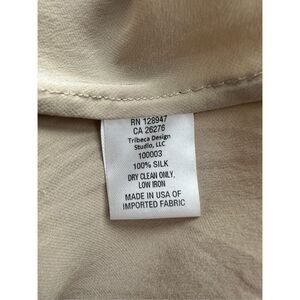 RN 128947
CA 26276
Tribeca Design
Studio, LLC
100003
100% SILK
DRY CLEAN ONLY,
LOW IRON
MADE IN USA OF
IMPORTED FABRIC